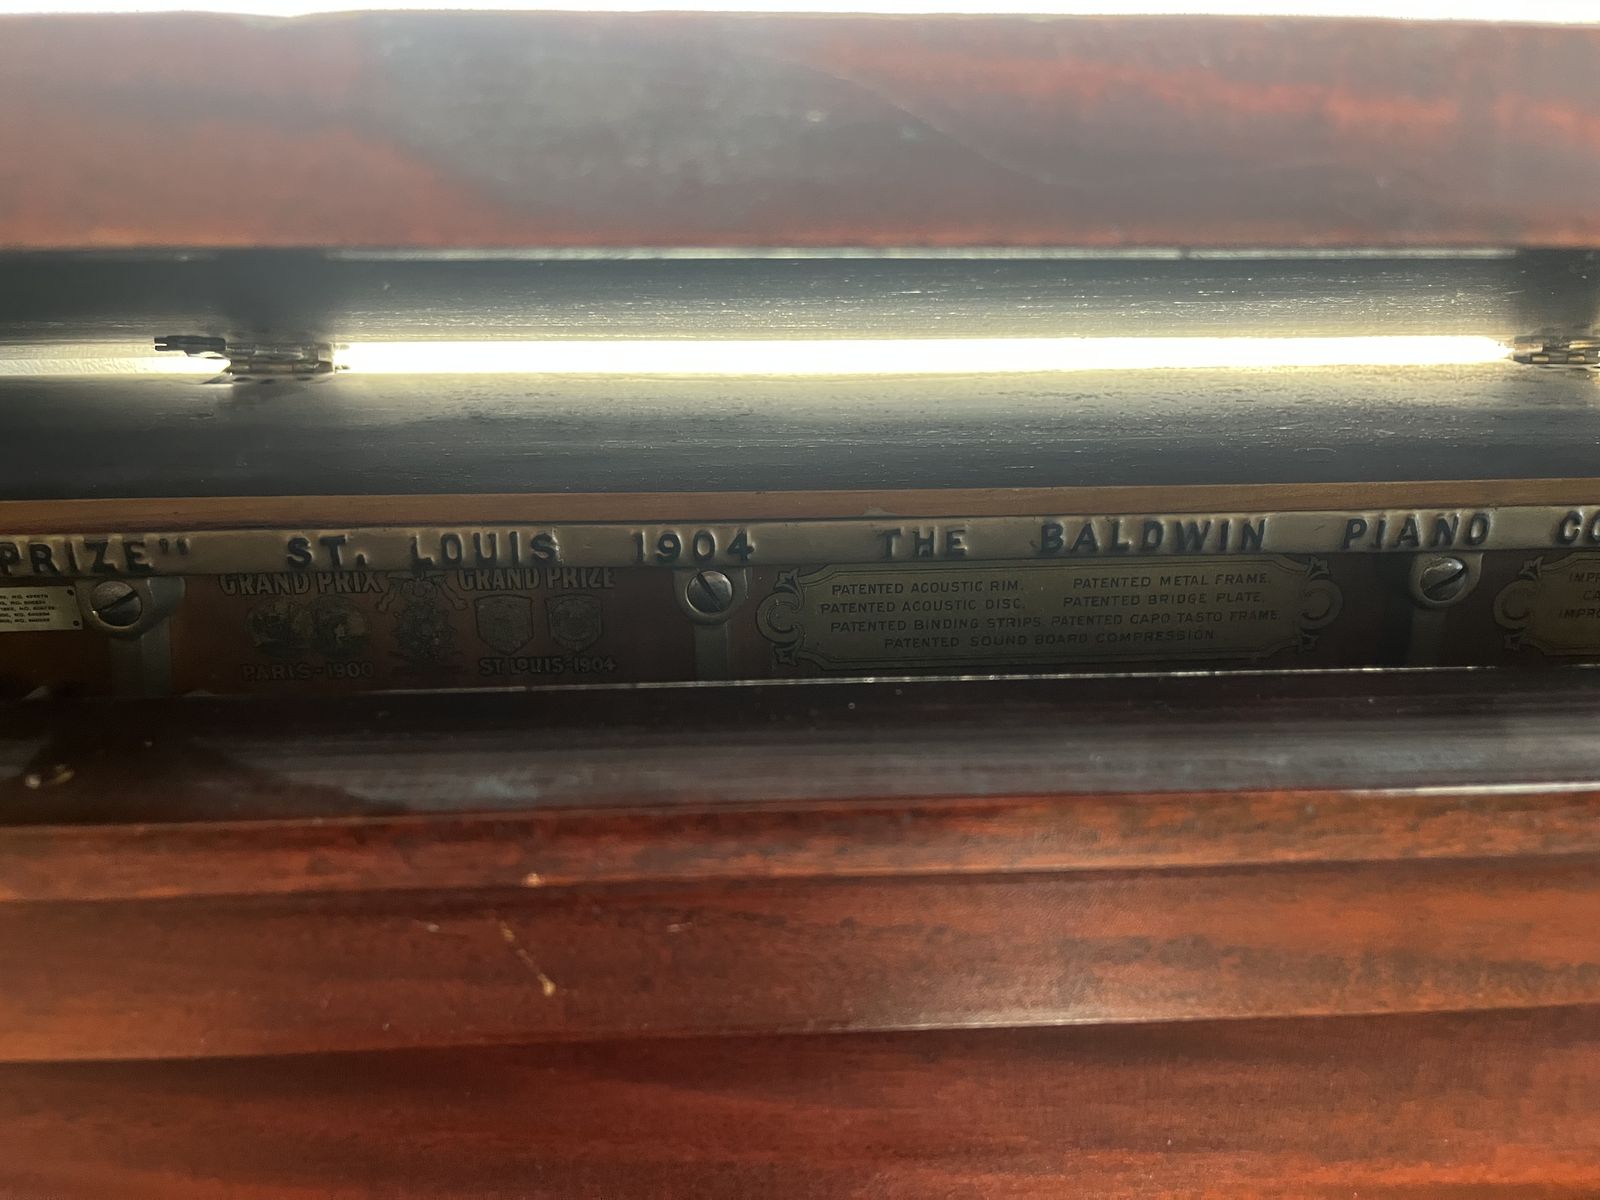 PRIZE" ST. LOUIS 1904 THE BALDWIN PIANO CO
GRAND PRIX GRAND PRIZE
PARIS-1900 ST LOUIS-1904
PATENTED ACOUSTIC RIM. PATENTED METAL FRAME.
PATENTED ACOUSTIC DISC. PATENTED BRIDGE PLATE.
PATENTED BINDING STRIPS. PATENTED CAPO TASTO FRAME.
PATENTED SOUND BOARD COMPRESSION.